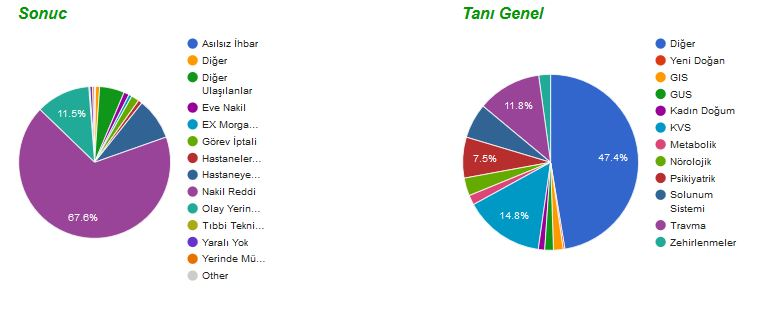 Sonuc
Asılsız İhbar
Diğer
Diğer
Ulaşılanlar
Eve Nakil
EX Morga...
Görev İptali
Hastaneler...
Hastaneye...
Nakil Reddi
Olay Yerin...
Tıbbi Tekni...
Yaralı Yok
Yerinde Mü...
Other
11.5%
67.6%
Tanı Genel
Diğer
Yeni Doğan
GIS
GUS
Kadın Doğum
KVS
Metabolik
Nörolojik
Psikiyatrik
Solunum
Sistemi
Travma
Zehirlenmeler
11.8%
7.5%
47.4%
14.8%